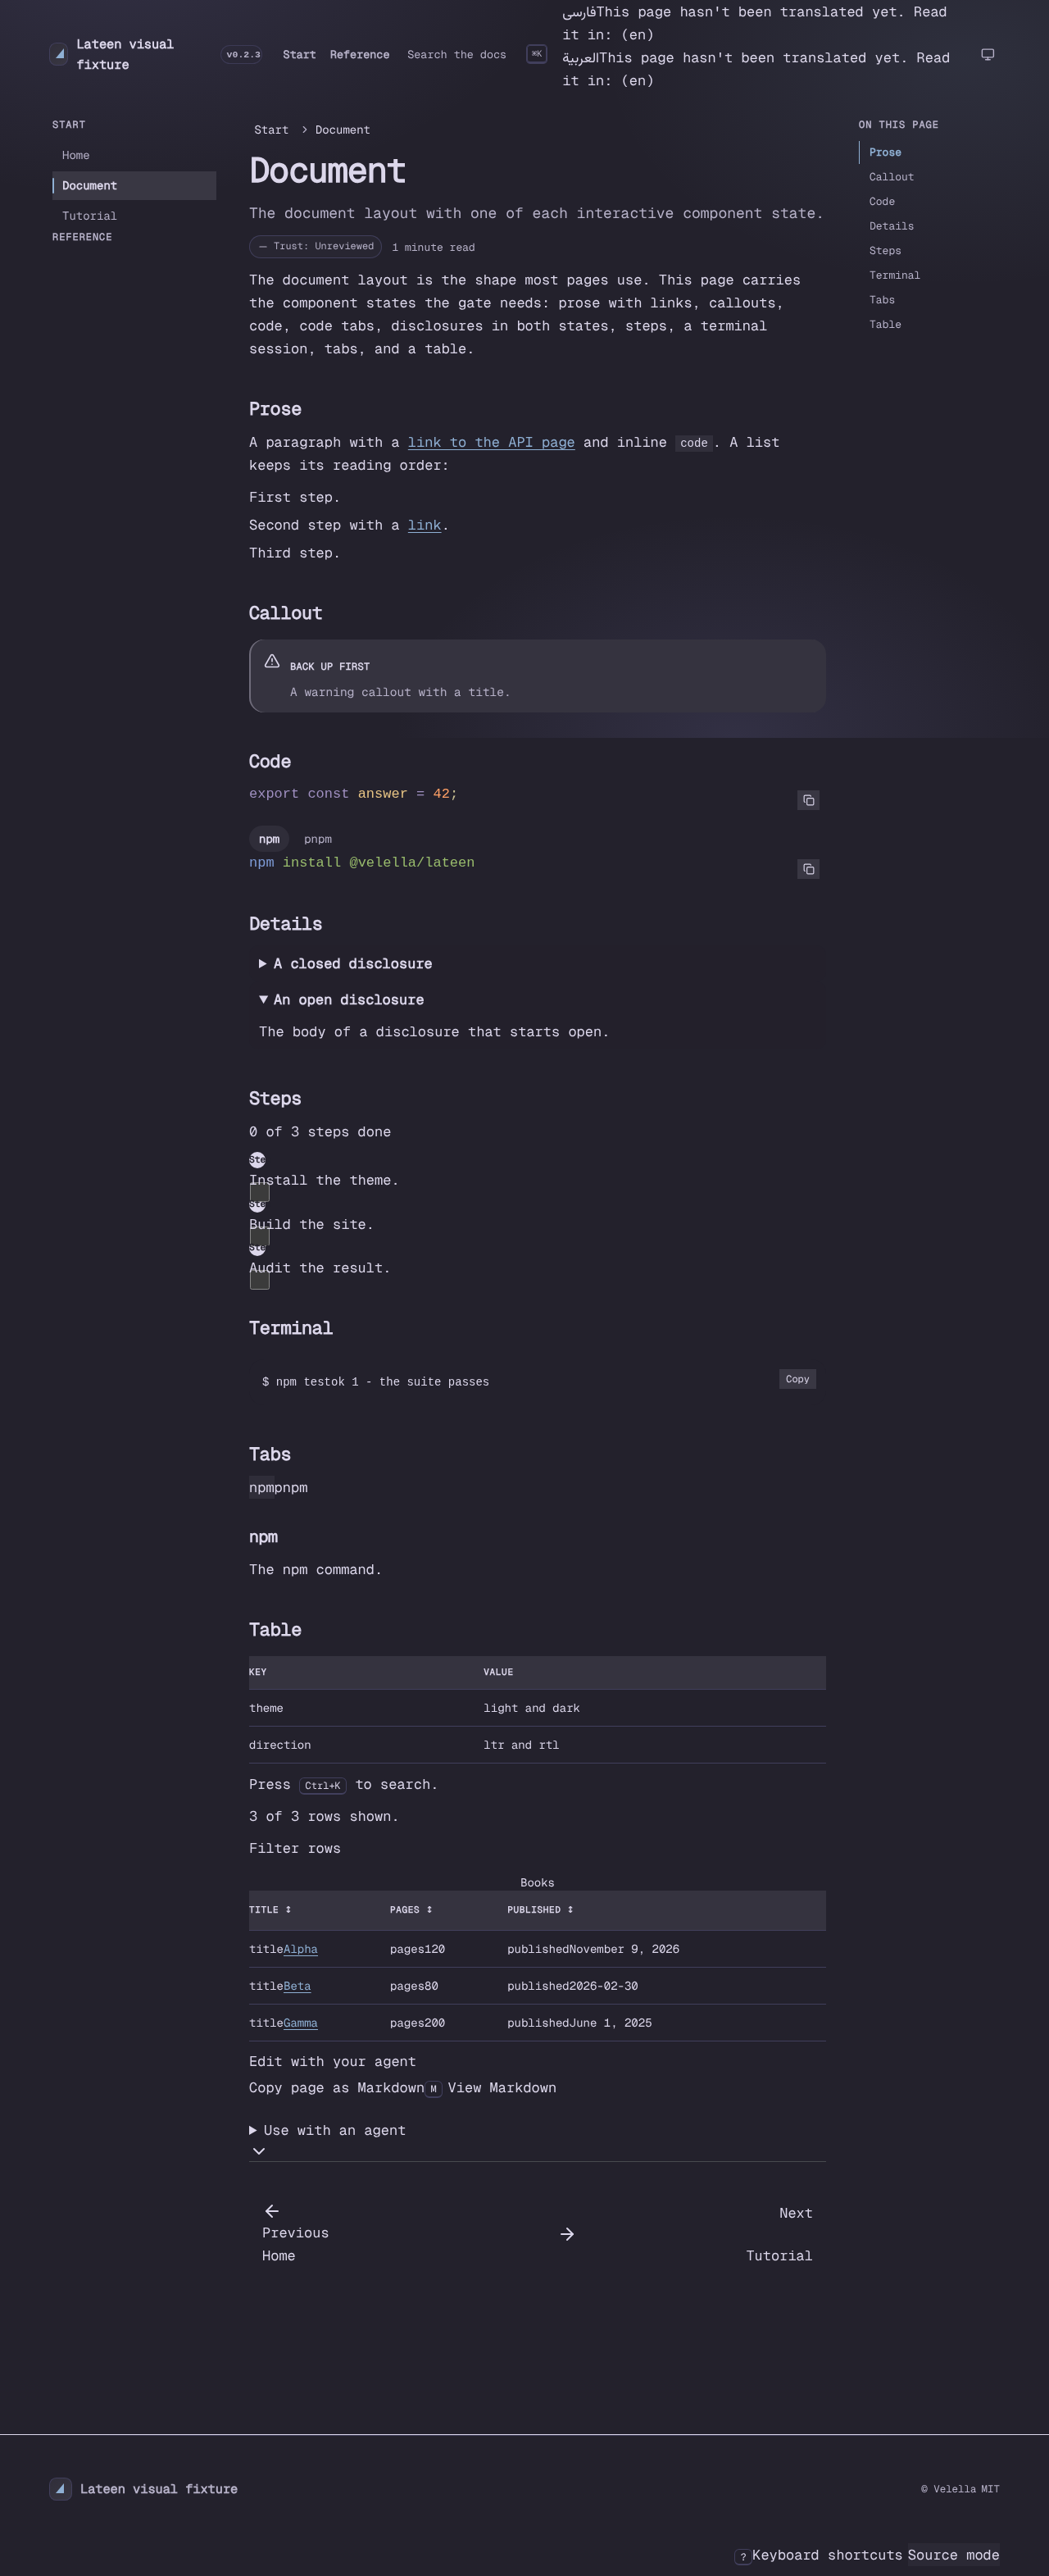 Lateen visual
fixture
v0.2.3
Start
Reference
Search the docs
⌘K
فارسیThis page hasn't been translated yet. Read
it in: (en)
العربيةThis page hasn't been translated yet. Read
it in: (en)
START
Home
Document
Tutorial
REFERENCE
Start > Document
Document
The document layout with one of each interactive component state.
— Trust: Unreviewed
1 minute read
The document layout is the shape most pages use. This page carries
the component states the gate needs: prose with links, callouts,
code, code tabs, disclosures in both states, steps, a terminal
session, tabs, and a table.
ON THIS PAGE
Prose
Callout
Code
Details
Steps
Terminal
Tabs
Table
Prose
A paragraph with a link to the API page and inline code. A list
keeps its reading order:
First step.
Second step with a link.
Third step.
Callout
BACK UP FIRST
A warning callout with a title.
Code
export const answer = 42;
npm pnpm
npm install @velella/lateen
Details
A closed disclosure
An open disclosure
The body of a disclosure that starts open.
Steps
0 of 3 steps done
Ste
Install the theme.
Ste
Build the site.
Ste
Audit the result.
Terminal
$ npm testok 1 - the suite passes
Copy
Tabs
npmpnpm
npm
The npm command.
Table
KEY VALUE
theme light and dark
direction ltr and rtl
Press Ctrl+K to search.
3 of 3 rows shown.
Filter rows
Books
TITLE ↕ PAGES ↕ PUBLISHED ↕
titleAlpha pages120 publishedNovember 9, 2026
titleBeta pages80 published2026-02-30
titleGamma pages200 publishedJune 1, 2025
Edit with your agent
Copy page as Markdown M View Markdown
Use with an agent
Previous
Home
Next
Tutorial
Lateen visual fixture
© Velella MIT
? Keyboard shortcuts Source mode